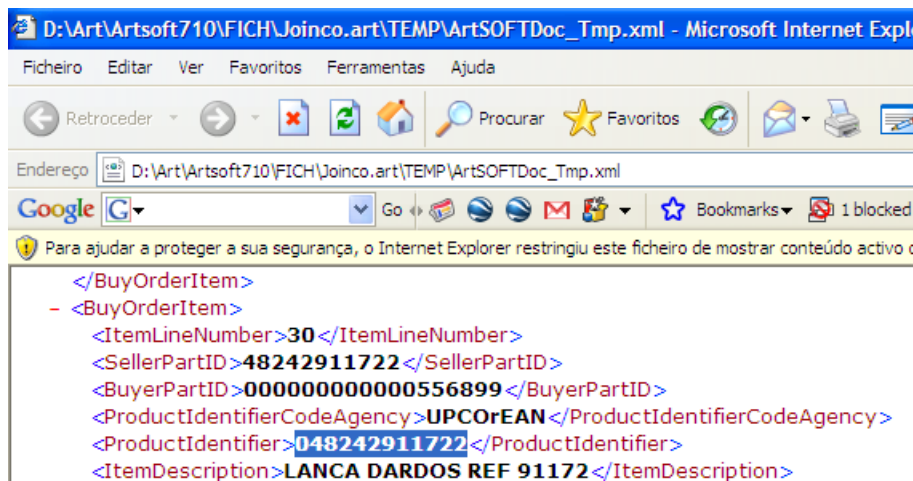 D:\Art\Artsoft710\FICH\Joinco.art\TEMP\ArtSOFTDoc_Tmp.xml - Microsoft Internet Expl
Ficheiro Editar Ver Favoritos Ferramentas Ajuda
Retroceder Procurar Favoritos
Endereço D:\Art\Artsoft710\FICH\Joinco.art\TEMP\ArtSOFTDoc_Tmp.xml
Google G Go Bookmarks 1 blocked
Para ajudar a proteger a sua segurança, o Internet Explorer restringiu este ficheiro de mostrar conteúdo activo
</BuyOrderItem>
- <BuyOrderItem>
<ItemLineNumber>30</ItemLineNumber>
<SellerPartID>48242911722</SellerPartID>
<BuyerPartID>000000000000556899</BuyerPartID>
<ProductIdentifierCodeAgency>UPCOrEAN</ProductIdentifierCodeAgency>
<ProductIdentifier>048242911722</ProductIdentifier>
<ItemDescription>LANCA DARDOS REF 91172</ItemDescription>